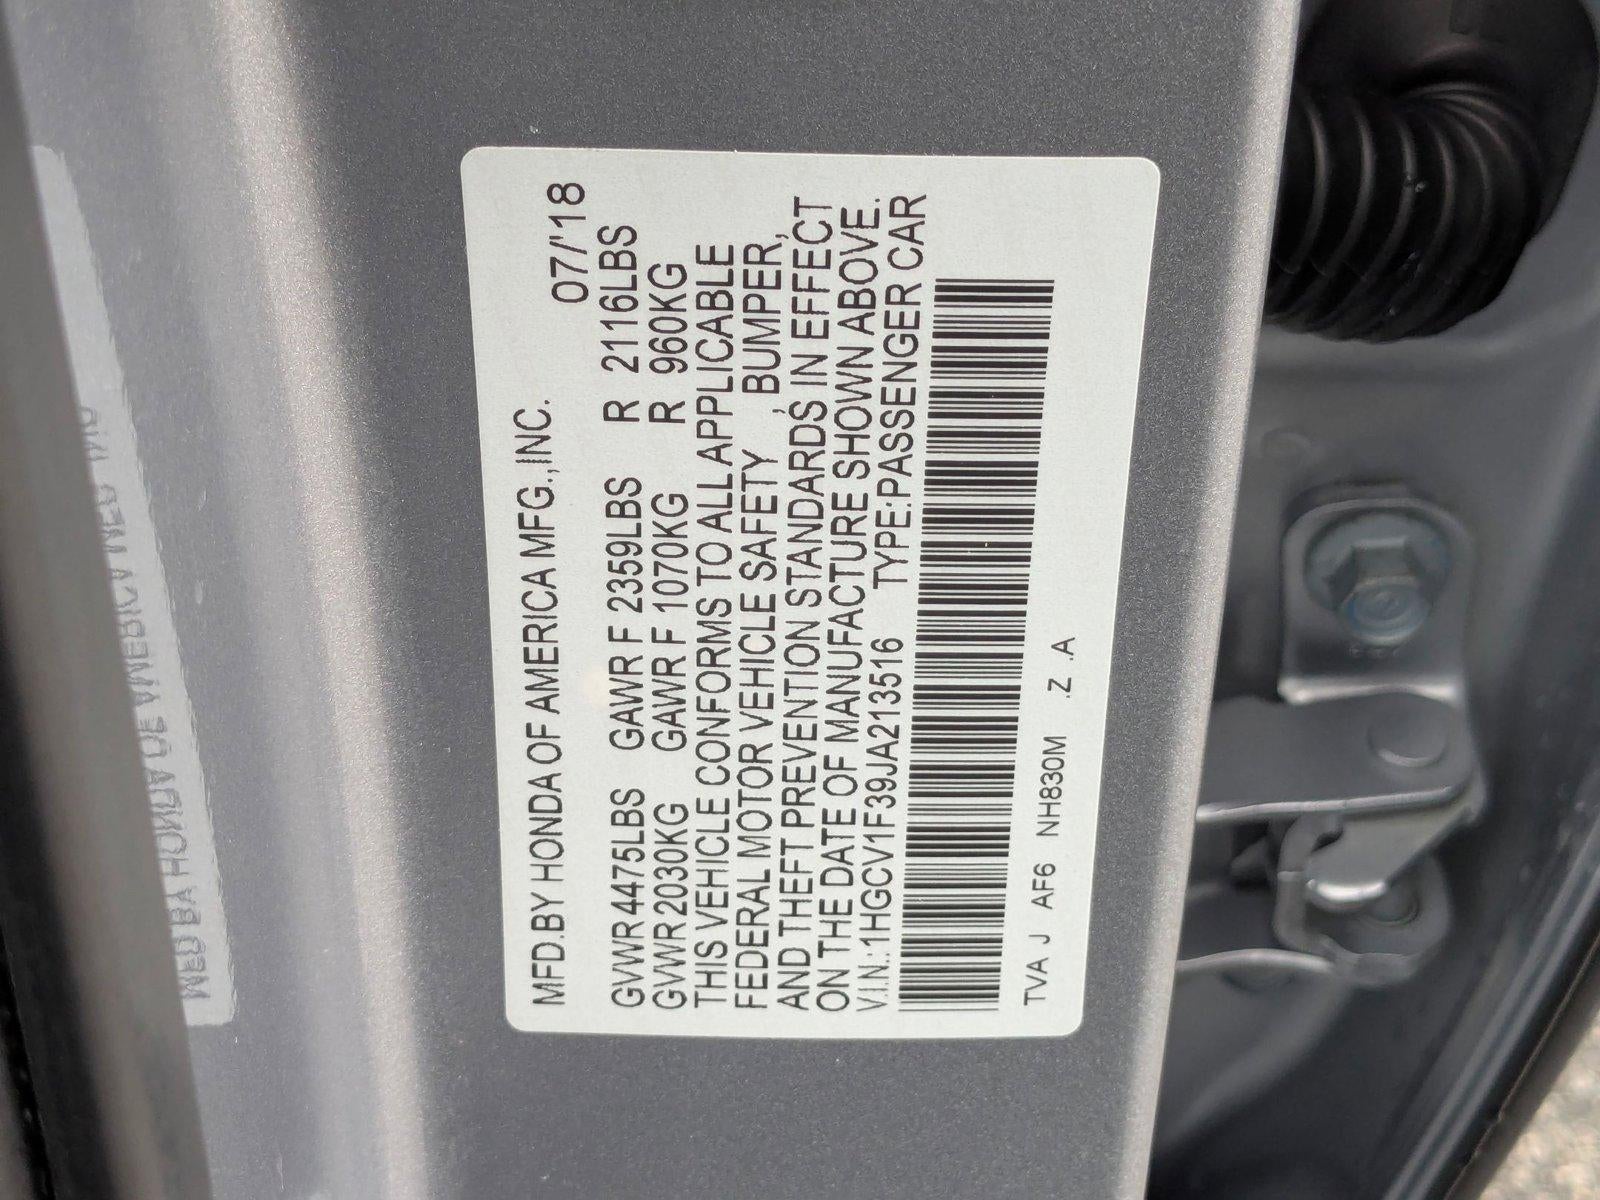 MFD.BY HONDA OF AMERICA MFG.,INC. 07/'18
GVWR 4475LBS GAWR F 2359LBS R 2116LBS
GVWR 2030KG GAWR F 1070KG R 960KG
THIS VEHICLE CONFORMS TO ALL APPLICABLE
FEDERAL MOTOR VEHICLE SAFETY , BUMPER,
AND THEFT PREVENTION STANDARDS IN EFFECT
ON THE DATE OF MANUFACTURE SHOWN ABOVE.
V.I.N.:1HGCV1F39JA213516 TYPE:PASSENGER CAR
TVA J AF6 NH830M .Z .A